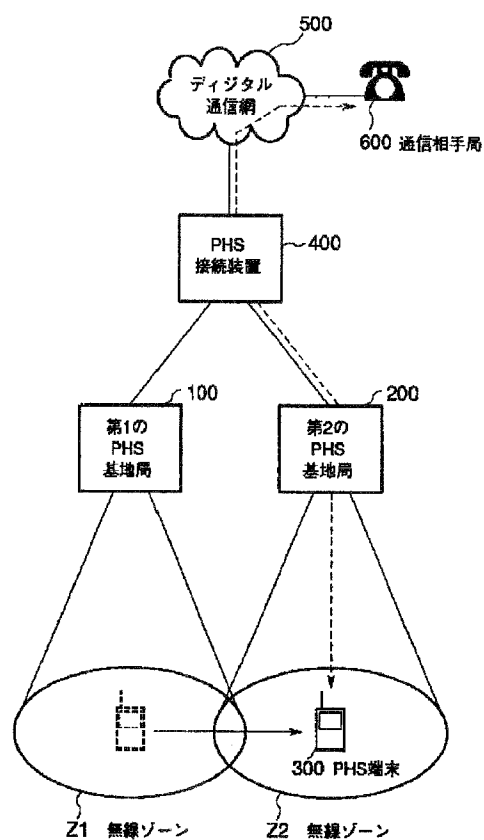 500
ディジタル
通信網
600 通信相手局
PHS
接続装置
400
100
第1の
PHS
基地局
200
第2の
PHS
基地局
300 PHS端末
Z1 無線ゾーン
Z2 無線ゾーン